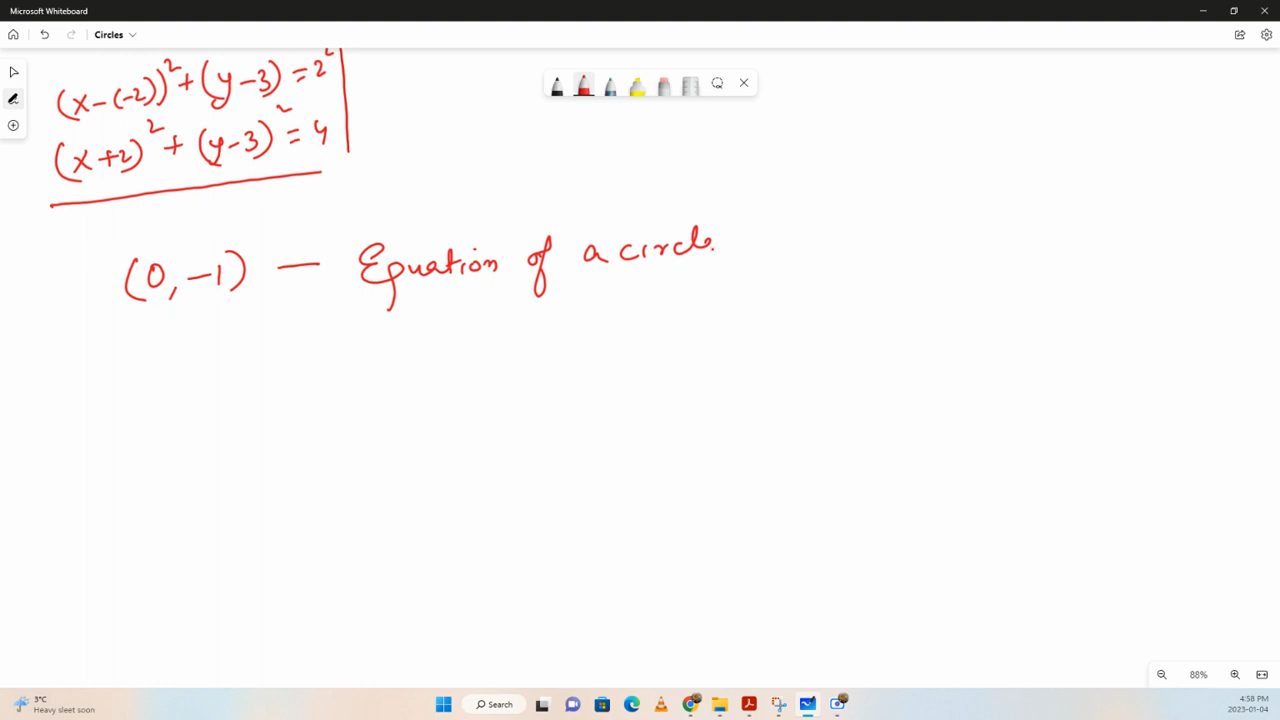 Microsoft Whiteboard
Circles
(x-(-2))²+(y-3)=2²
(x+2)²+(y-3)²=4
(0,-1) — Equation of a circle
88%
3°C
Heavy sleet soon
Search
4:58 PM
2023-01-04